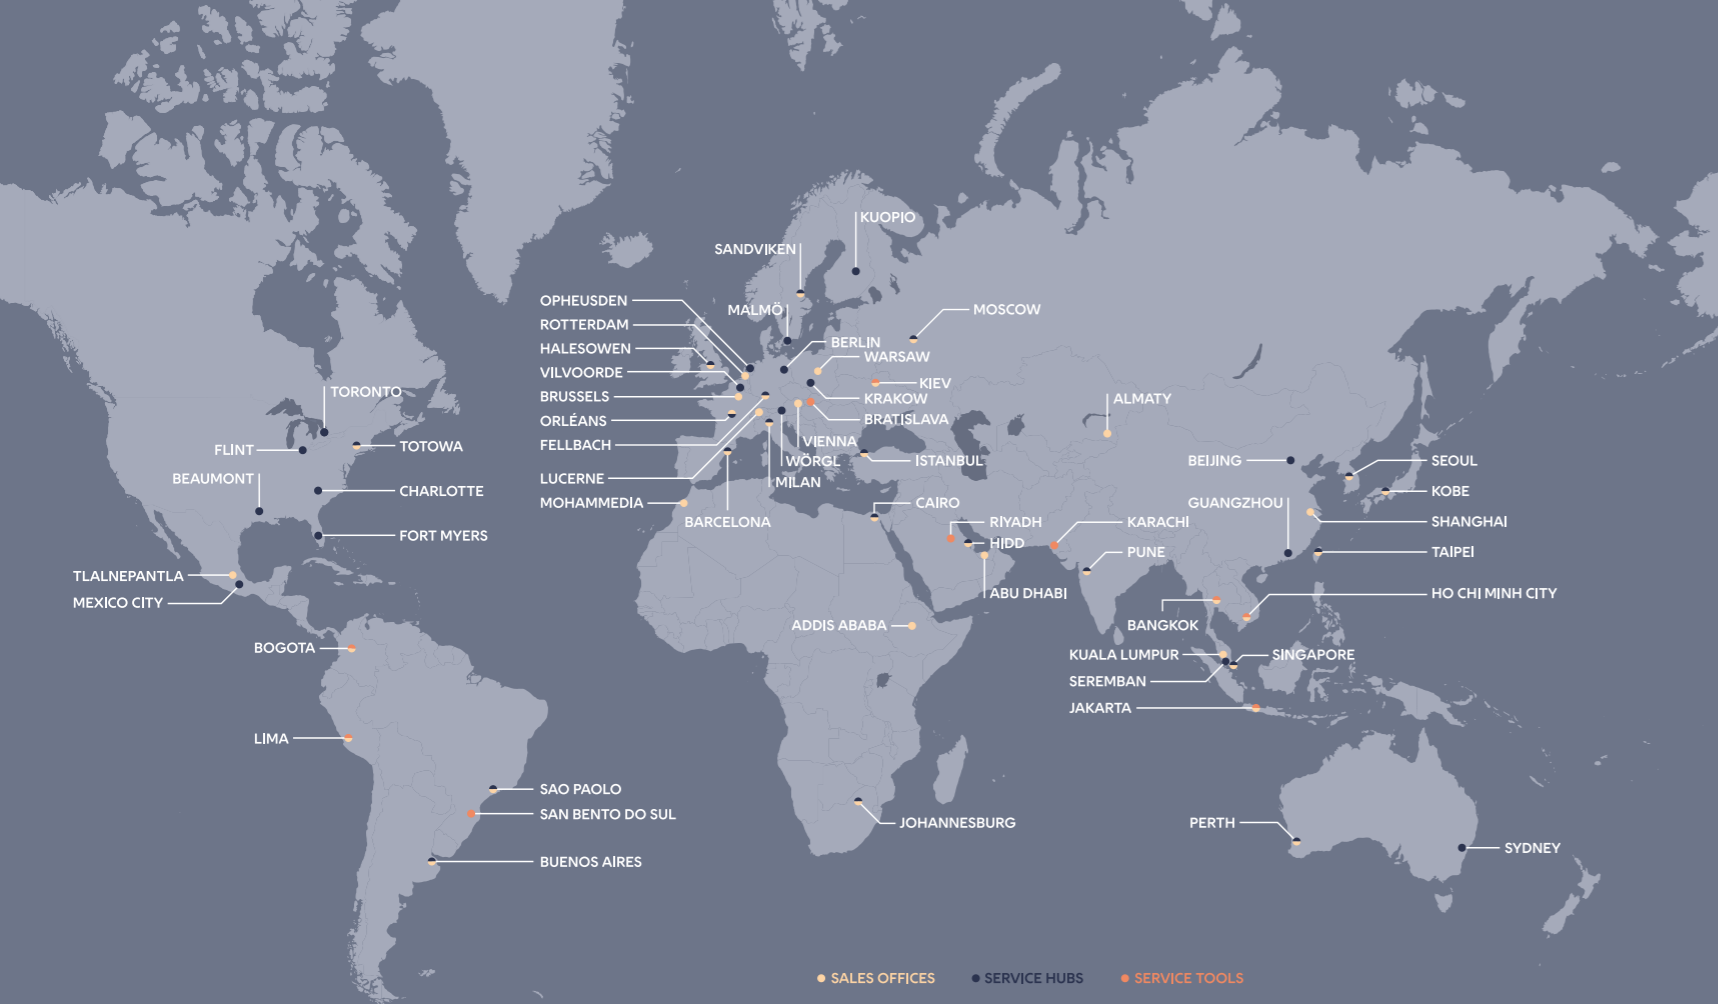 KUOPIO
SANDVIKEN
OPHEUSDEN
MALMÖ
MOSCOW
ROTTERDAM
BERLIN
HALESOWEN
WARSAW
VILVOORDE
KIEV
TORONTO
BRUSSELS
KRAKOW
ALMATY
ORLÉANS
BRATISLAVA
FLINT
TOTOWA
FELLBACH
VIENNA
WÖRGL
ISTANBUL
BEIJING
SEOUL
BEAUMONT
LUCERNE
MILAN
CHARLOTTE
KOBE
MOHAMMEDIA
CAIRO
GUANGZHOU
BARCELONA
RIYADH
KARACHI
SHANGHAI
FORT MYERS
HIDD
PUNE
TAIPEI
TLALNEPANTLA
ABU DHABI
HO CHI MINH CITY
MEXICO CITY
ADDIS ABABA
BANGKOK
BOGOTA
KUALA LUMPUR
SINGAPORE
SEREMBAN
JAKARTA
LIMA
SAO PAOLO
SAN BENTO DO SUL
JOHANNESBURG
PERTH
SYDNEY
BUENOS AIRES
SALES OFFICES
SERVICE HUBS
SERVICE TOOLS